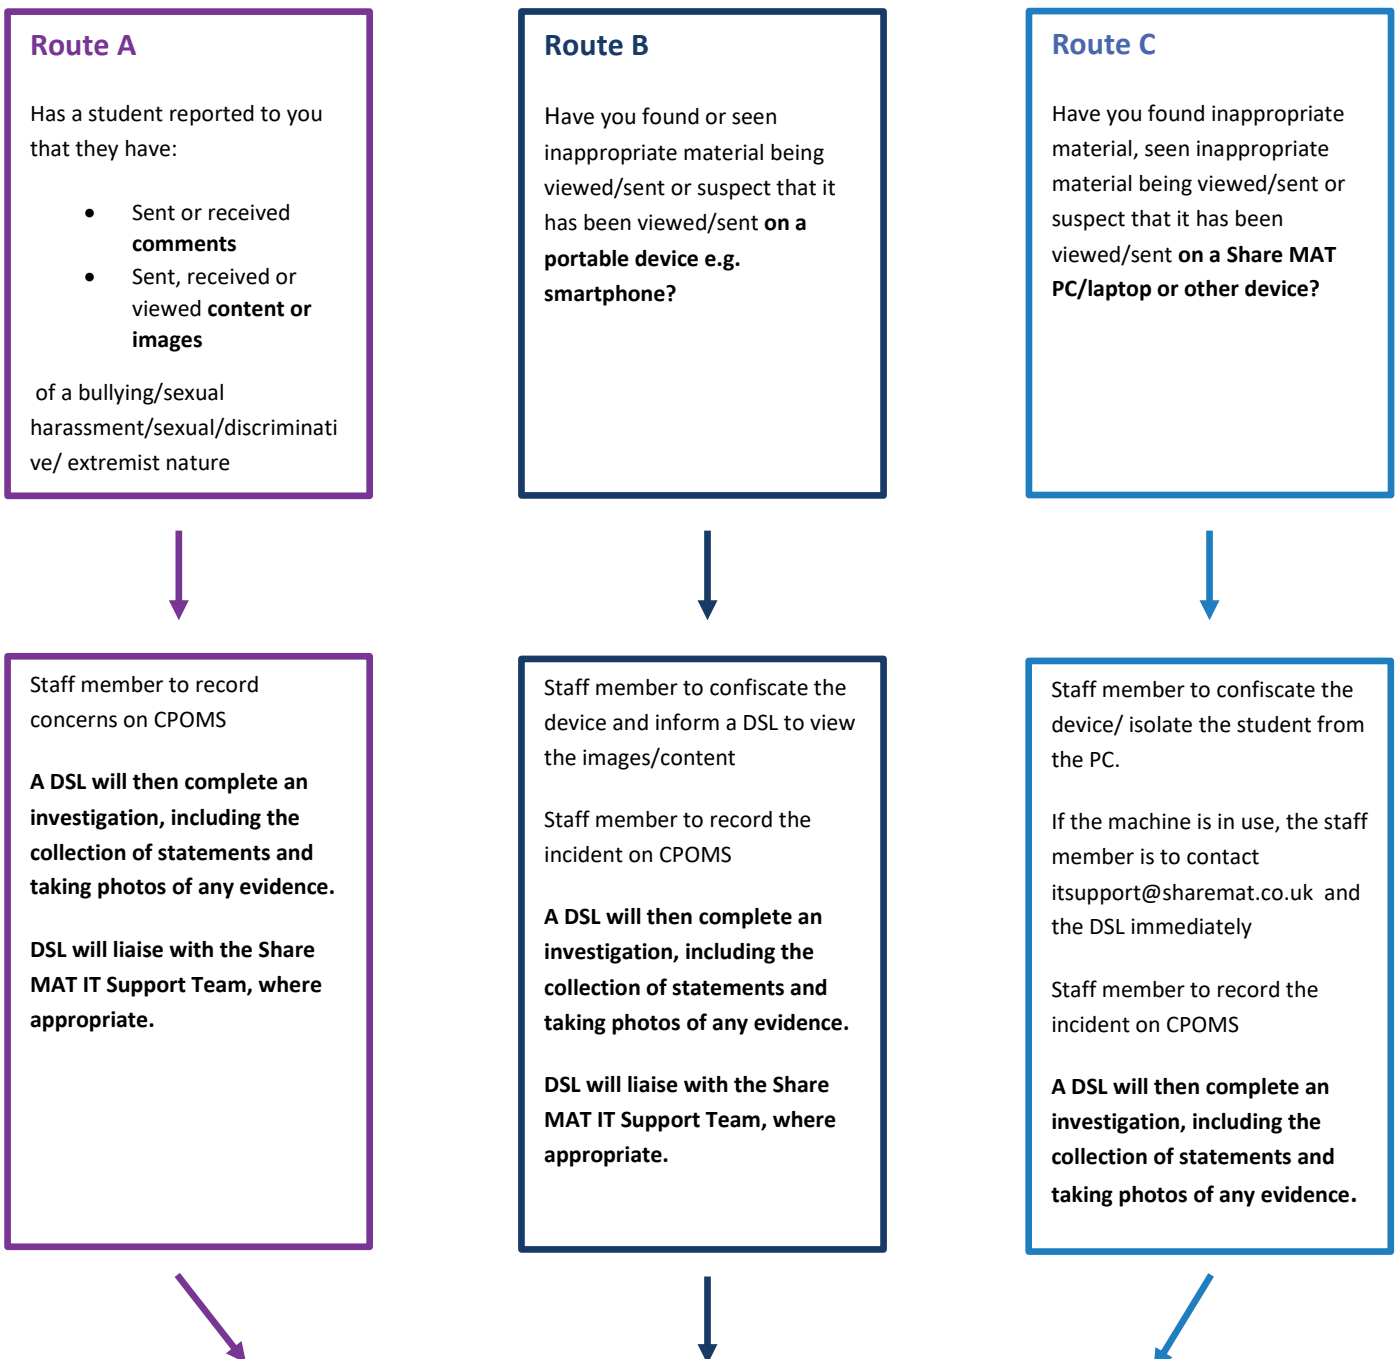 Route A
Has a student reported to you
that they have:
• Sent or received
comments
• Sent, received or
viewed content or
images
of a bullying/sexual
harassment/sexual/discriminati
ve/ extremist nature
Route B
Have you found or seen
inappropriate material being
viewed/sent or suspect that it
has been viewed/sent on a
portable device e.g.
smartphone?
Route C
Have you found inappropriate
material, seen inappropriate
material being viewed/sent or
suspect that it has been
viewed/sent on a Share MAT
PC/laptop or other device?
Staff member to record
concerns on CPOMS
A DSL will then complete an
investigation, including the
collection of statements and
taking photos of any evidence.
DSL will liaise with the Share
MAT IT Support Team, where
appropriate.
Staff member to confiscate the
device and inform a DSL to view
the images/content
Staff member to record the
incident on CPOMS
A DSL will then complete an
investigation, including the
collection of statements and
taking photos of any evidence.
DSL will liaise with the Share
MAT IT Support Team, where
appropriate.
Staff member to confiscate the
device/ isolate the student from
the PC.
If the machine is in use, the staff
member is to contact
itsupport@sharemat.co.uk and
the DSL immediately
Staff member to record the
incident on CPOMS
A DSL will then complete an
investigation, including the
collection of statements and
taking photos of any evidence.